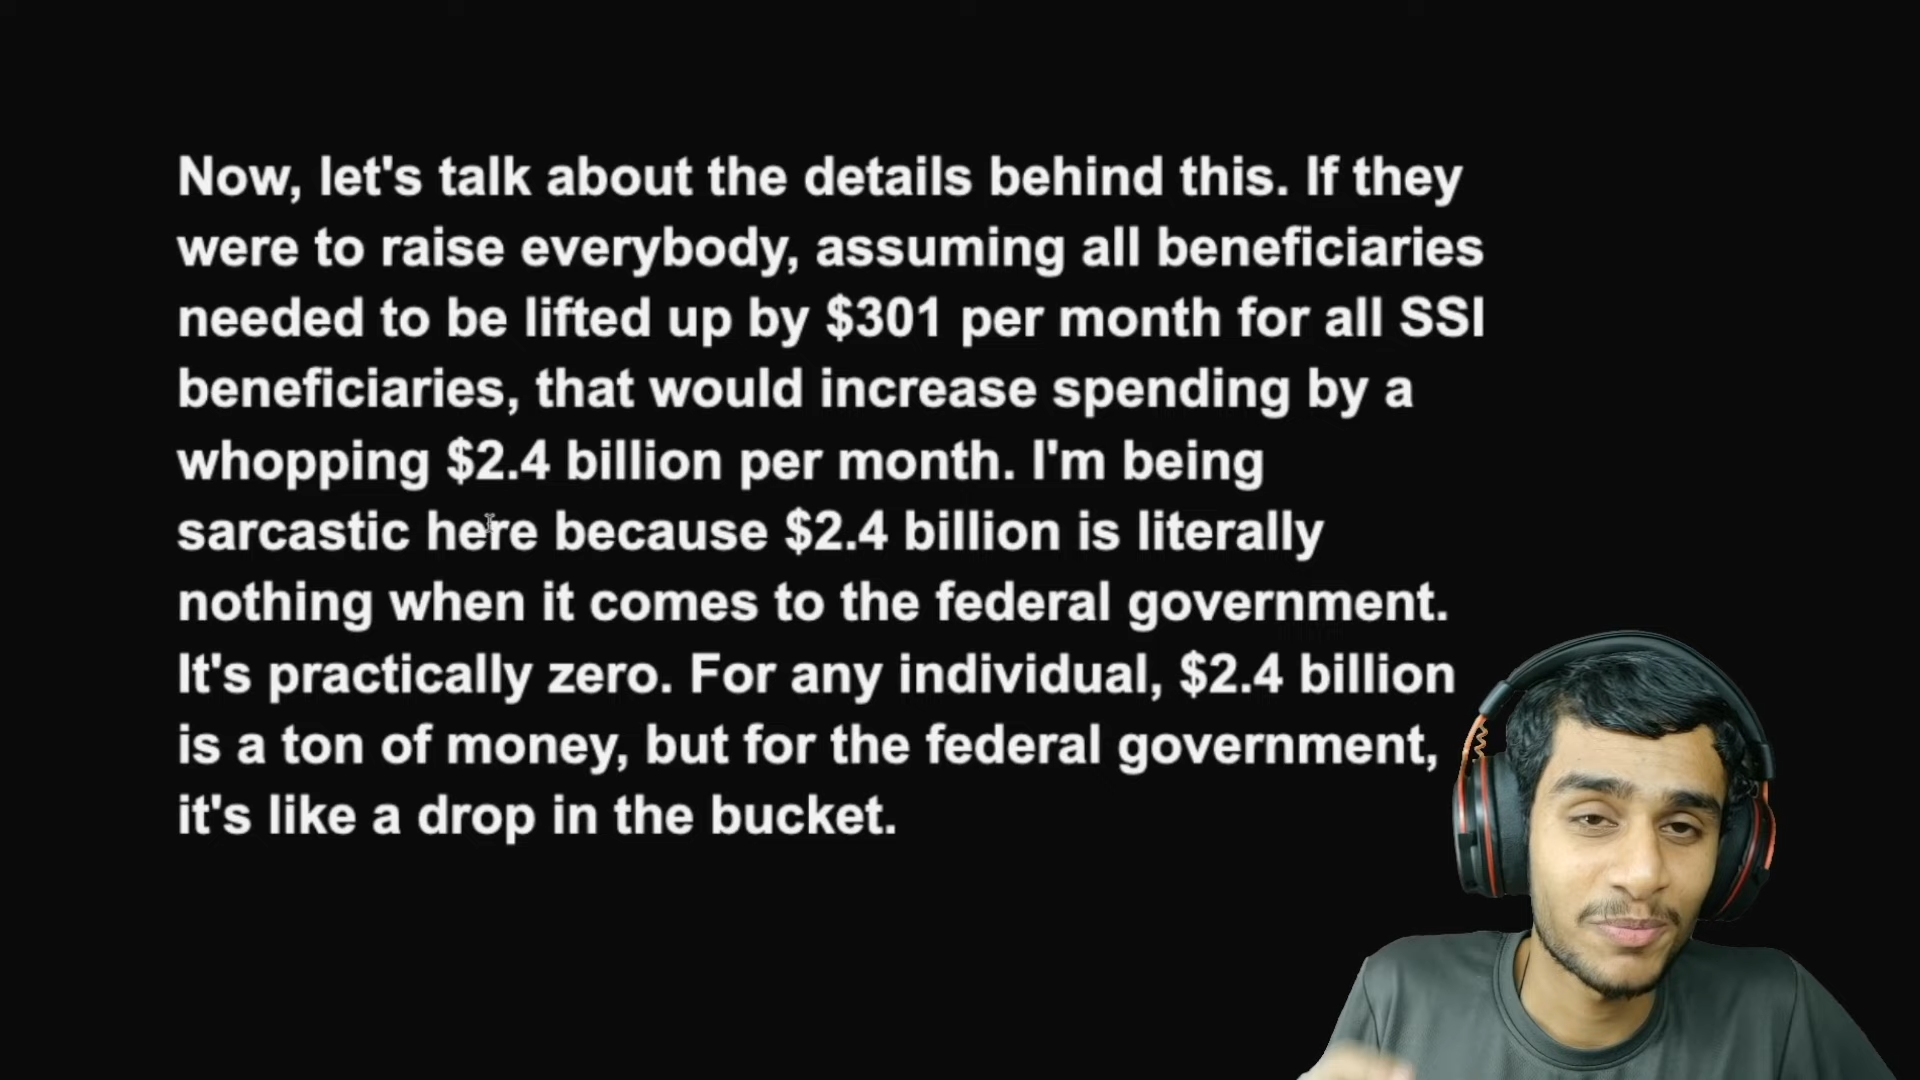 Now, let's talk about the details behind this. If they
were to raise everybody, assuming all beneficiaries
needed to be lifted up by $301 per month for all SSI
beneficiaries, that would increase spending by a
whopping $2.4 billion per month. I'm being
sarcastic here because $2.4 billion is literally
nothing when it comes to the federal government.
It's practically zero. For any individual, $2.4 billion
is a ton of money, but for the federal government,
it's like a drop in the bucket.